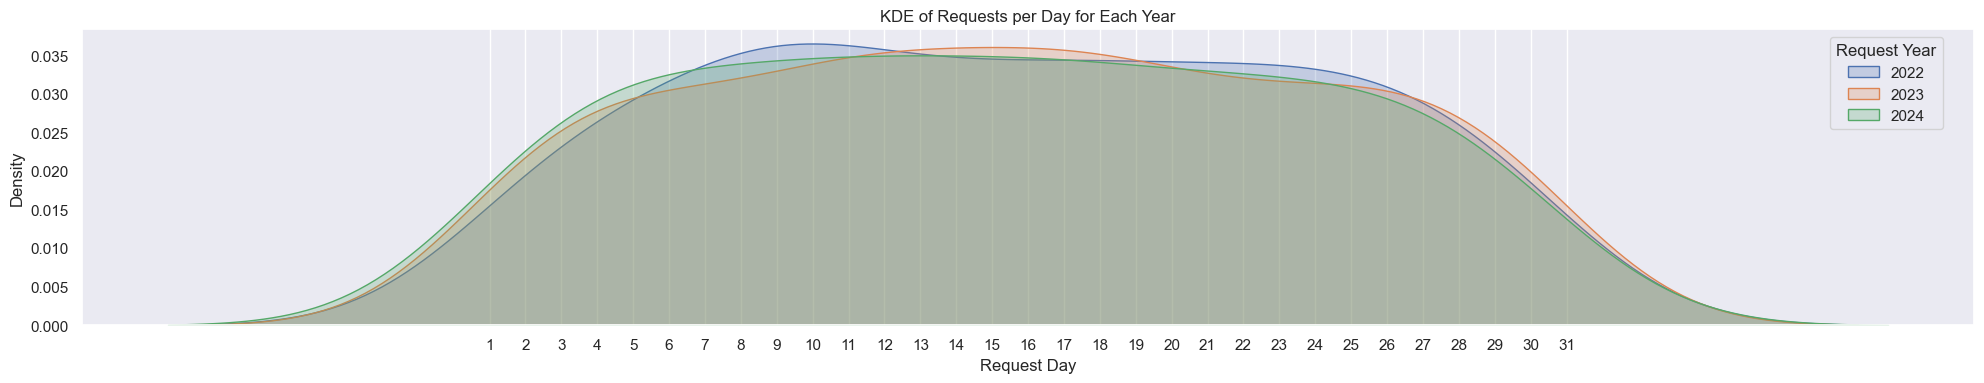 KDE of Requests per Day for Each Year
0.035
0.030
0.025
0.020
0.015
0.010
0.005
0.000
Density
Request Year
2022
2023
2024
1 2 3 4 5 6 7 8 9 10 11 12 13 14 15 16 17 18 19 20 21 22 23 24 25 26 27 28 29 30 31
Request Day